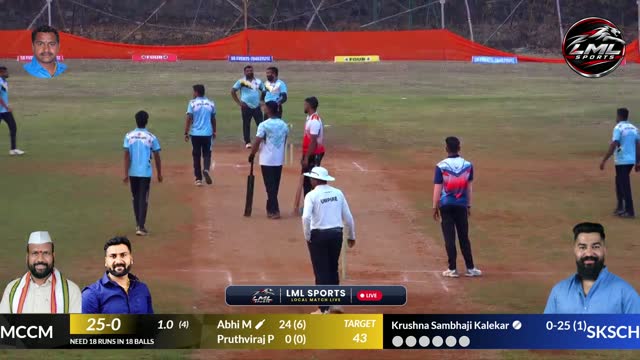 LML
SPORTS
FOUR
UMPIRE
LML SPORTS
LOCAL MATCH LIVE
LIVE
MCCM
25-0
1.0 (4)
NEED 18 RUNS IN 18 BALLS
Abhi M 24 (6)
Pruthviraj P 0 (0)
TARGET
43
Krushna Sambhaji Kalekar
0-25 (1)
SKSCH